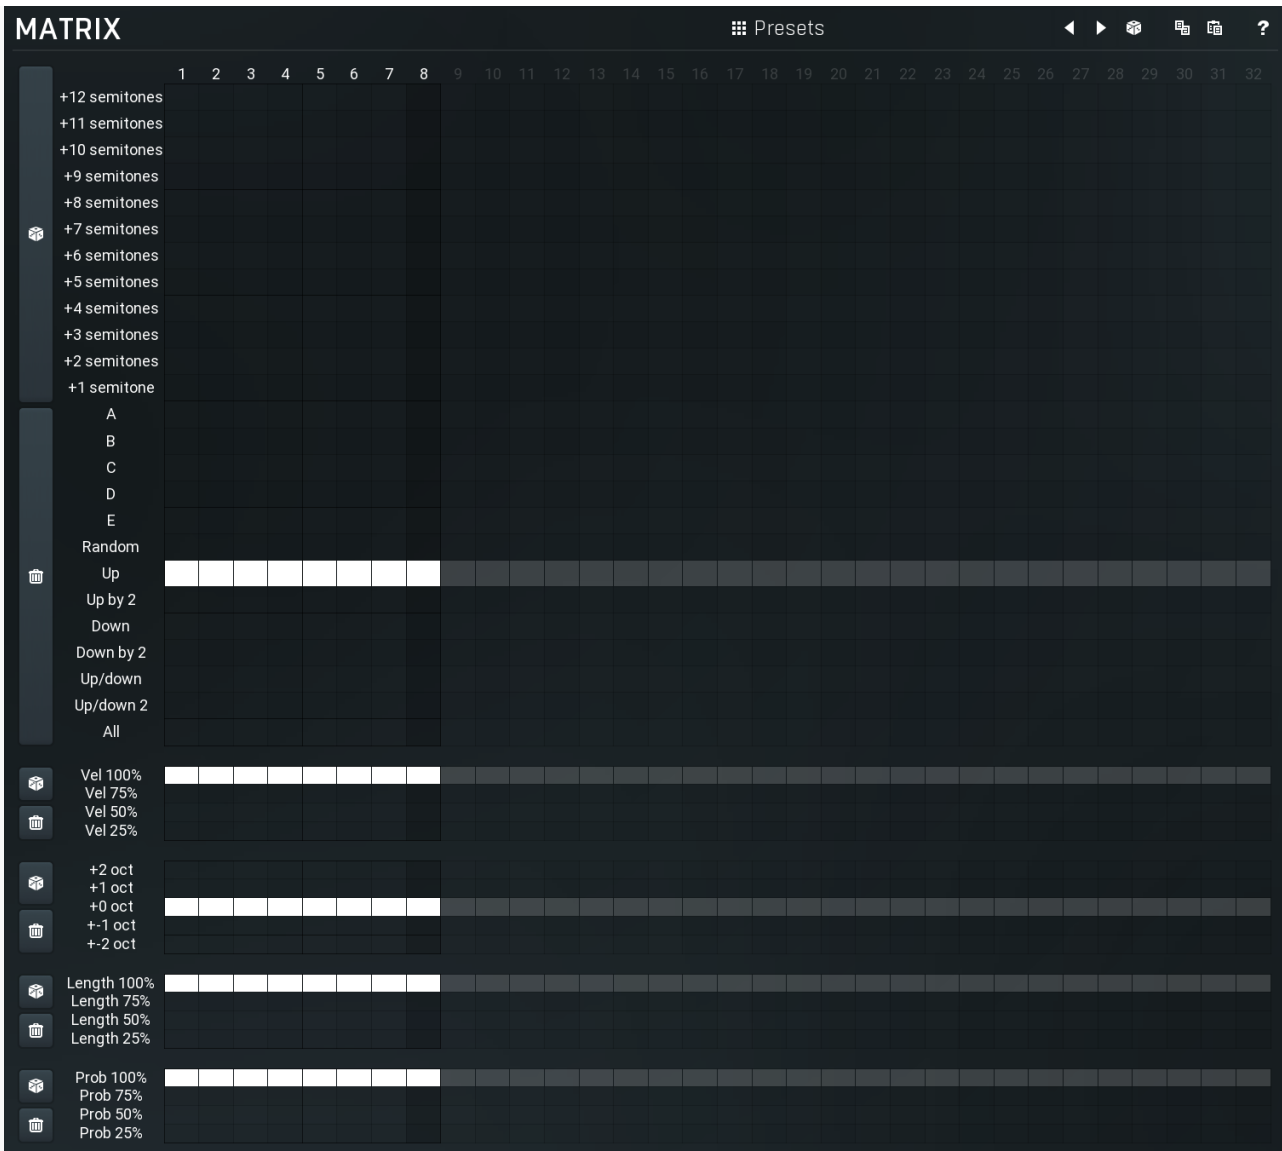 MATRIX
Presets
?
1 2 3 4 5 6 7 8 9 10 11 12 13 14 15 16 17 18 19 20 21 22 23 24 25 26 27 28 29 30 31 32
+12 semitones
+11 semitones
+10 semitones
+9 semitones
+8 semitones
+7 semitones
+6 semitones
+5 semitones
+4 semitones
+3 semitones
+2 semitones
+1 semitone
A
B
C
D
E
Random
Up
Up by 2
Down
Down by 2
Up/down
Up/down 2
All
Vel 100%
Vel 75%
Vel 50%
Vel 25%
+2 oct
+1 oct
+0 oct
+-1 oct
+-2 oct
Length 100%
Length 75%
Length 50%
Length 25%
Prob 100%
Prob 75%
Prob 50%
Prob 25%